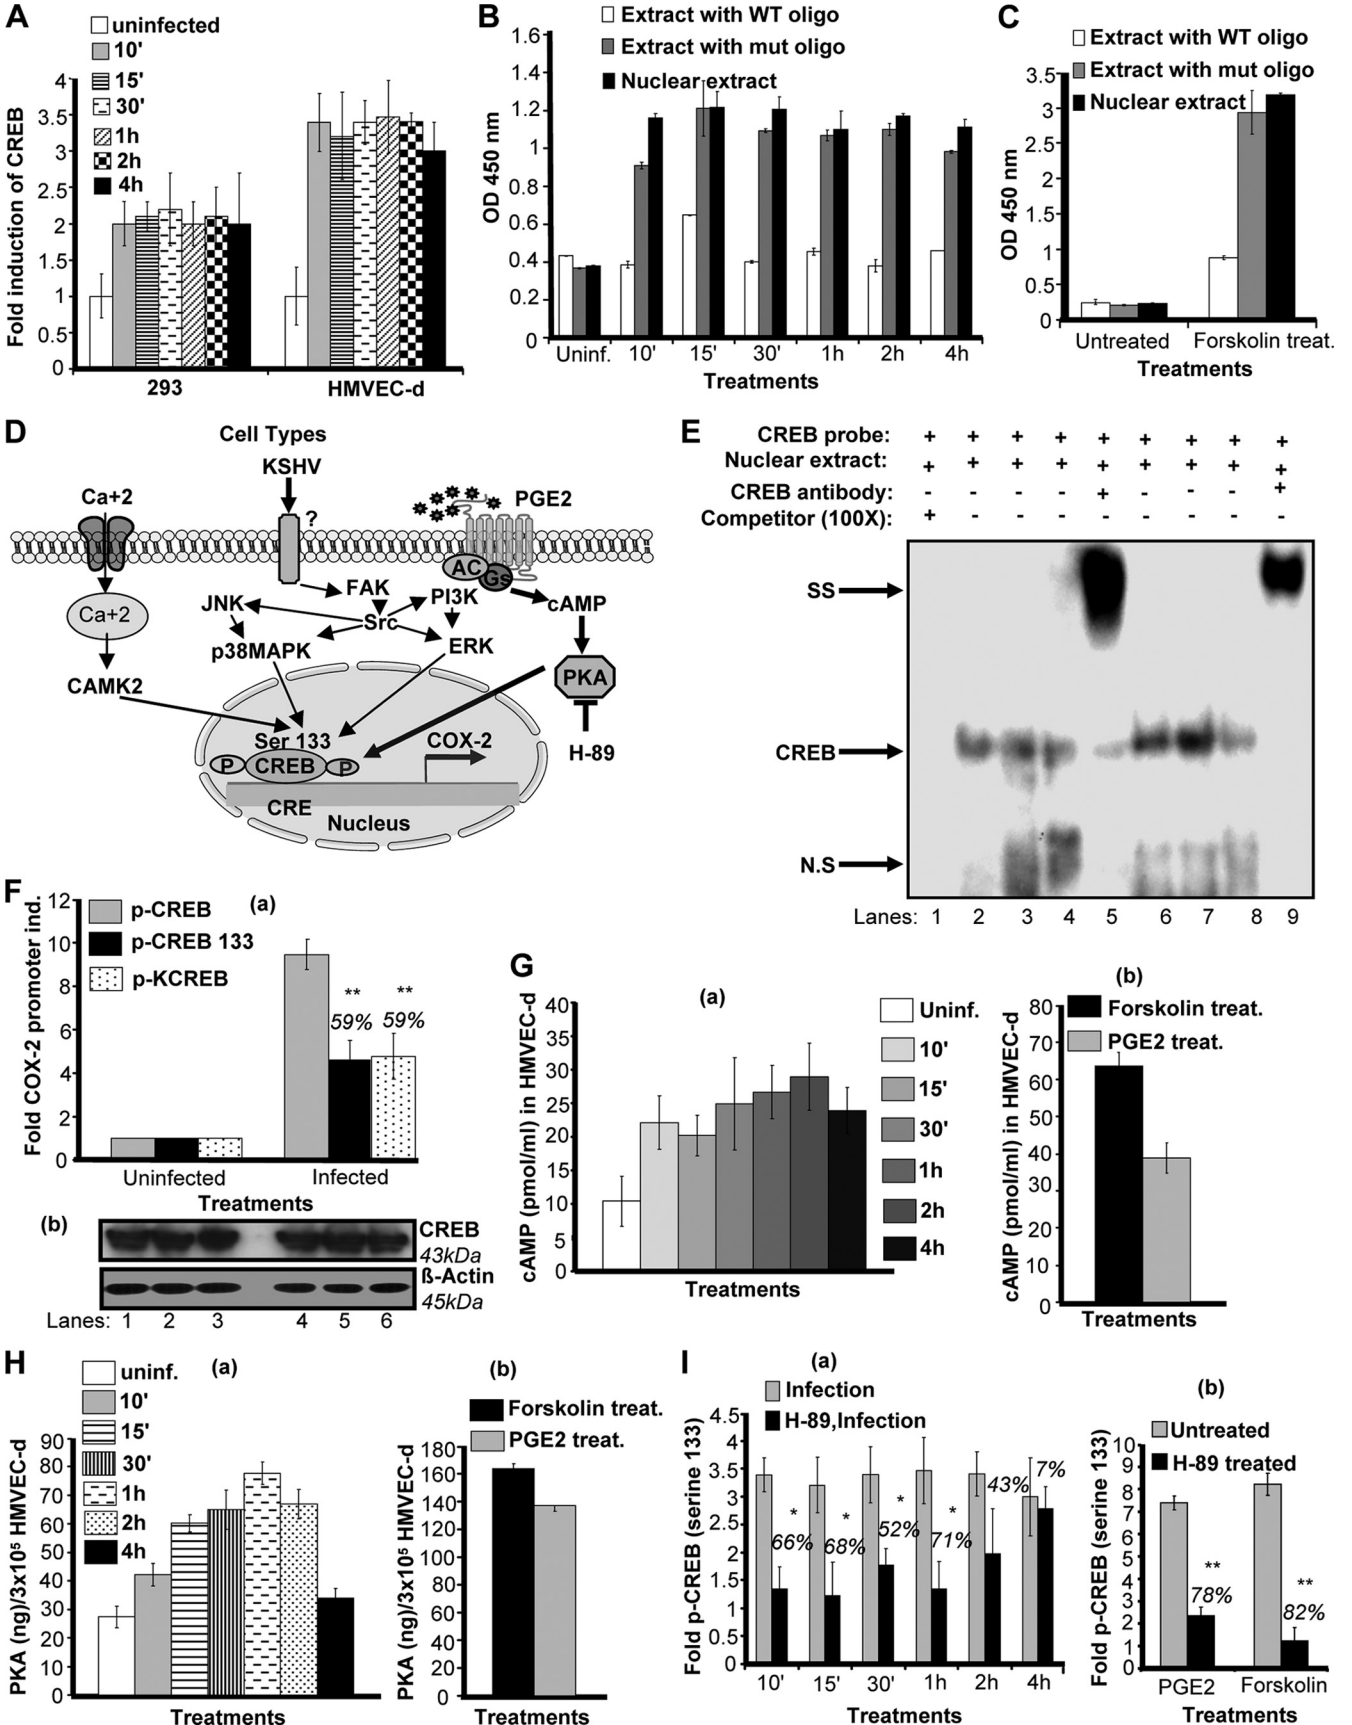 A
uninfected
10'
15'
30'
1h
2h
4h
Fold induction of CREB
4
3.5
3
2.5
2
1.5
1
0.5
0
293 HMVEC-d
B
Extract with WT oligo
Extract with mut oligo
Nuclear extract
OD 450 nm
1.6
1.4
1.2
1
0.8
0.6
0.4
0.2
0
Uninf. 10' 15' 30' 1h 2h 4h
Treatments
C
Extract with WT oligo
Extract with mut oligo
Nuclear extract
OD 450 nm
3.5
3
2.5
2
1.5
1
0.5
0
Untreated Forskolin treat.
Treatments
D
Cell Types
KSHV
Ca+2
?
PGE2
AC
Gs
Ca+2
JNK
FAK
PI3K
cAMP
Src
p38MAPK
ERK
PKA
CAMK2
H-89
Ser 133
COX-2
P CREB P
CRE
Nucleus
E
CREB probe: + + + + + + + + +
Nuclear extract: + + + + + + + + +
CREB antibody: - - - - + - - - +
Competitor (100X): + - - - - - - - -
SS
CREB
N.S
Lanes: 1 2 3 4 5 6 7 8 9
F
(a)
p-CREB
p-CREB 133
p-KCREB
Fold COX-2 promoter ind.
12
10
8
6
4
2
0
** **
59% 59%
Uninfected Infected
Treatments
(b)
CREB
43kDa
ß-Actin
45kDa
Lanes: 1 2 3 4 5 6
G
(a)
cAMP (pmol/ml) in HMVEC-d
40
35
30
25
20
15
10
5
0
Treatments
Uninf.
10'
15'
30'
1h
2h
4h
(b)
Forskolin treat.
PGE2 treat.
cAMP (pmol/ml) in HMVEC-d
80
70
60
50
40
30
20
10
0
Treatments
H
(a)
uninf.
10'
15'
30'
1h
2h
4h
PKA (ng)/3x10⁵ HMVEC-d
90
80
70
60
50
40
30
20
10
0
Treatments
(b)
Forskolin treat.
PGE2 treat.
PKA (ng)/3x10⁵ HMVEC-d
180
160
140
120
100
80
60
40
20
0
Treatments
I
(a)
Infection
H-89,Infection
Fold p-CREB (serine 133)
4.5
4
3.5
3
2.5
2
1.5
1
0.5
0
* * * *
66% 68% 52% 71% 43% 7%
10' 15' 30' 1h 2h 4h
Treatments
(b)
Untreated
H-89 treated
Fold p-CREB (serine 133)
10
9
8
7
6
5
4
3
2
1
0
** **
78% 82%
PGE2 Forskolin
Treatments